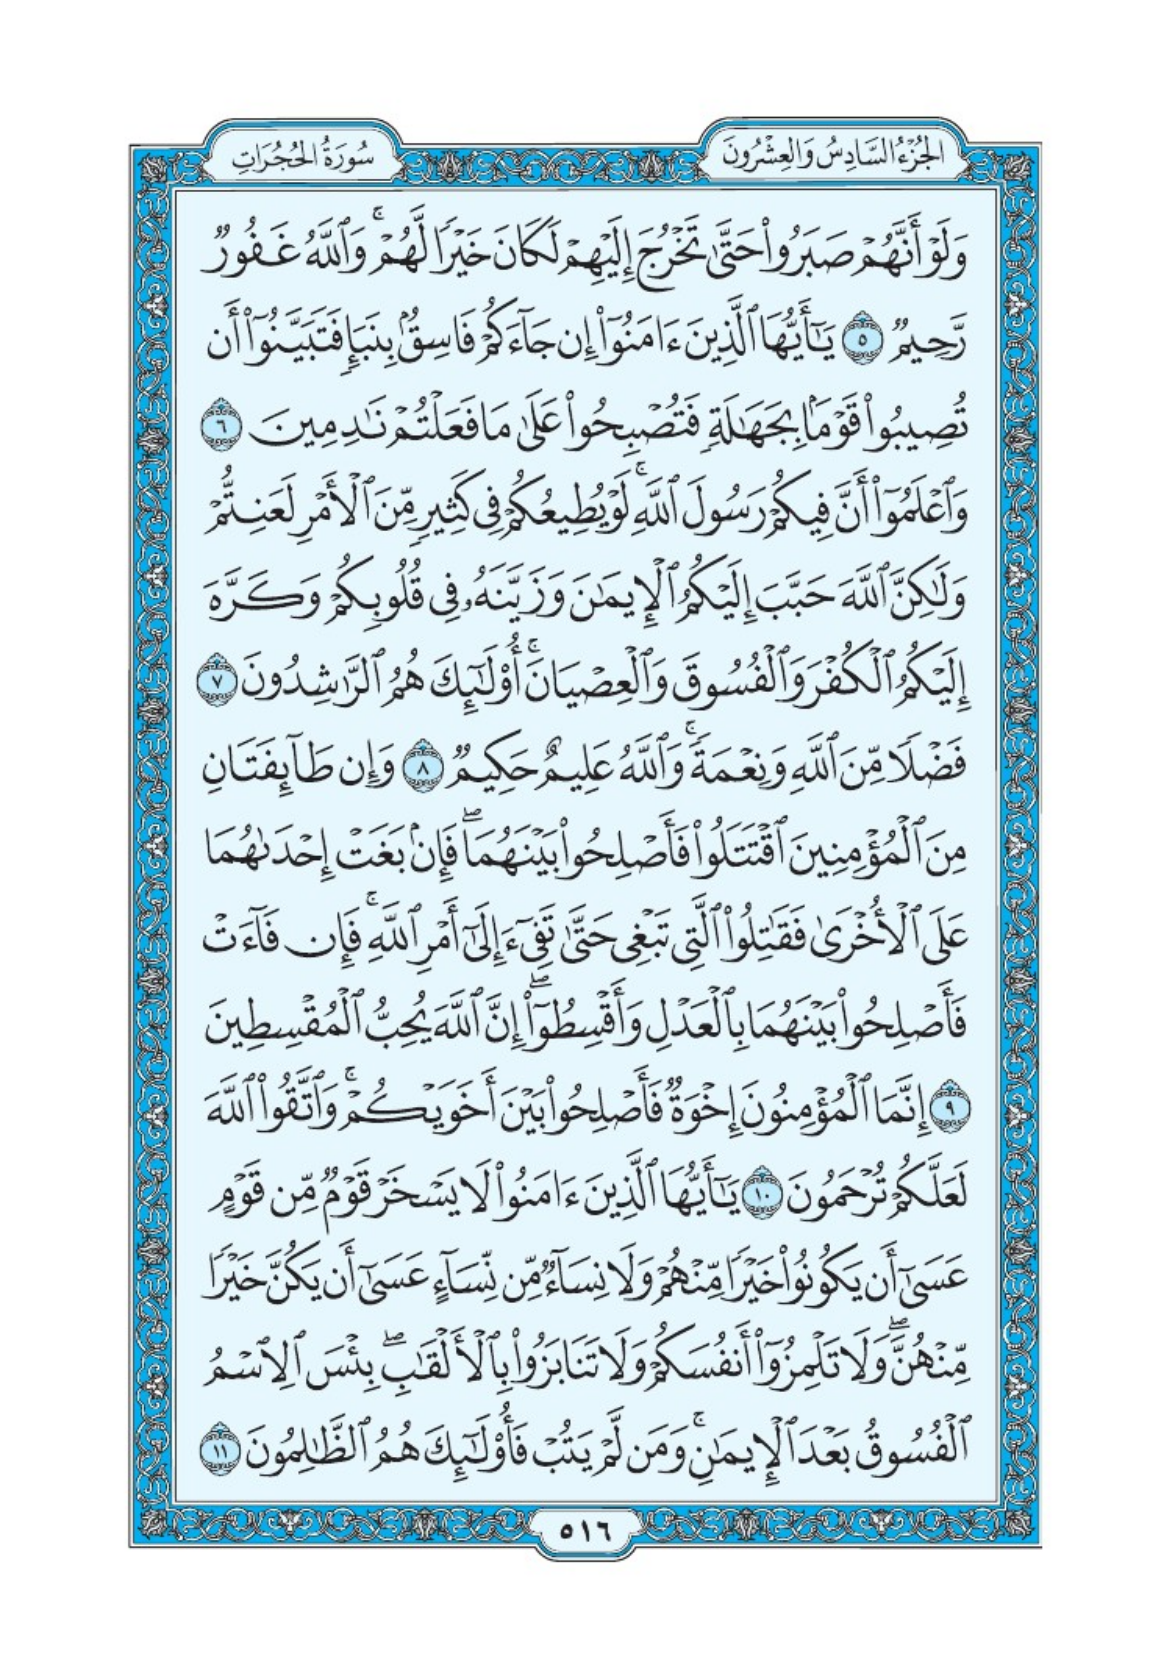 الجُزْءُ السَّادِسُ وَالعِشْرُونَ
سُورَةُ الحُجُرَاتِ
وَلَوْ أَنَّهُمْ صَبَرُواْ حَتَّىٰ تَخْرُجَ إِلَيْهِمْ لَكَانَ خَيْرًا لَّهُمْۚ وَٱللَّهُ غَفُورٌ
رَّحِيمٌ ٥ يَٰٓأَيُّهَا ٱلَّذِينَ ءَامَنُوٓاْ إِن جَآءَكُمْ فَاسِقُۢ بِنَبَإٖ فَتَبَيَّنُوٓاْ أَن
تُصِيبُواْ قَوْمَۢا بِجَهَٰلَةٖ فَتُصْبِحُواْ عَلَىٰ مَا فَعَلْتُمْ نَٰدِمِينَ ٦
وَٱعْلَمُوٓاْ أَنَّ فِيكُمْ رَسُولَ ٱللَّهِۚ لَوْ يُطِيعُكُمْ فِي كَثِيرٖ مِّنَ ٱلْأَمْرِ لَعَنِتُّمْ
وَلَٰكِنَّ ٱللَّهَ حَبَّبَ إِلَيْكُمُ ٱلْإِيمَٰنَ وَزَيَّنَهُۥ فِي قُلُوبِكُمْ وَكَرَّهَ
إِلَيْكُمُ ٱلْكُفْرَ وَٱلْفُسُوقَ وَٱلْعِصْيَانَۚ أُوْلَٰٓئِكَ هُمُ ٱلرَّٰشِدُونَ ٧
فَضْلًا مِّنَ ٱللَّهِ وَنِعْمَةًۚ وَٱللَّهُ عَلِيمٌ حَكِيمٌ ٨ وَإِن طَآئِفَتَانِ
مِنَ ٱلْمُؤْمِنِينَ ٱقْتَتَلُواْ فَأَصْلِحُواْ بَيْنَهُمَاۖ فَإِنۢ بَغَتْ إِحْدَىٰهُمَا
عَلَى ٱلْأُخْرَىٰ فَقَٰتِلُواْ ٱلَّتِي تَبْغِي حَتَّىٰ تَفِيٓءَ إِلَىٰٓ أَمْرِ ٱللَّهِۚ فَإِن فَآءَتْ
فَأَصْلِحُواْ بَيْنَهُمَا بِٱلْعَدْلِ وَأَقْسِطُوٓاْۖ إِنَّ ٱللَّهَ يُحِبُّ ٱلْمُقْسِطِينَ
٩ إِنَّمَا ٱلْمُؤْمِنُونَ إِخْوَةٌ فَأَصْلِحُواْ بَيْنَ أَخَوَيْكُمْۚ وَٱتَّقُواْ ٱللَّهَ
لَعَلَّكُمْ تُرْحَمُونَ ١٠ يَٰٓأَيُّهَا ٱلَّذِينَ ءَامَنُواْ لَا يَسْخَرْ قَوْمٌ مِّن قَوْمٍ
عَسَىٰٓ أَن يَكُونُواْ خَيْرًا مِّنْهُمْ وَلَا نِسَآءٌ مِّن نِّسَآءٍ عَسَىٰٓ أَن يَكُنَّ خَيْرًا
مِّنْهُنَّۖ وَلَا تَلْمِزُوٓاْ أَنفُسَكُمْ وَلَا تَنَابَزُواْ بِٱلْأَلْقَٰبِۖ بِئْسَ ٱلِٱسْمُ
ٱلْفُسُوقُ بَعْدَ ٱلْإِيمَٰنِۚ وَمَن لَّمْ يَتُبْ فَأُوْلَٰٓئِكَ هُمُ ٱلظَّٰلِمُونَ ١١
٥١٦